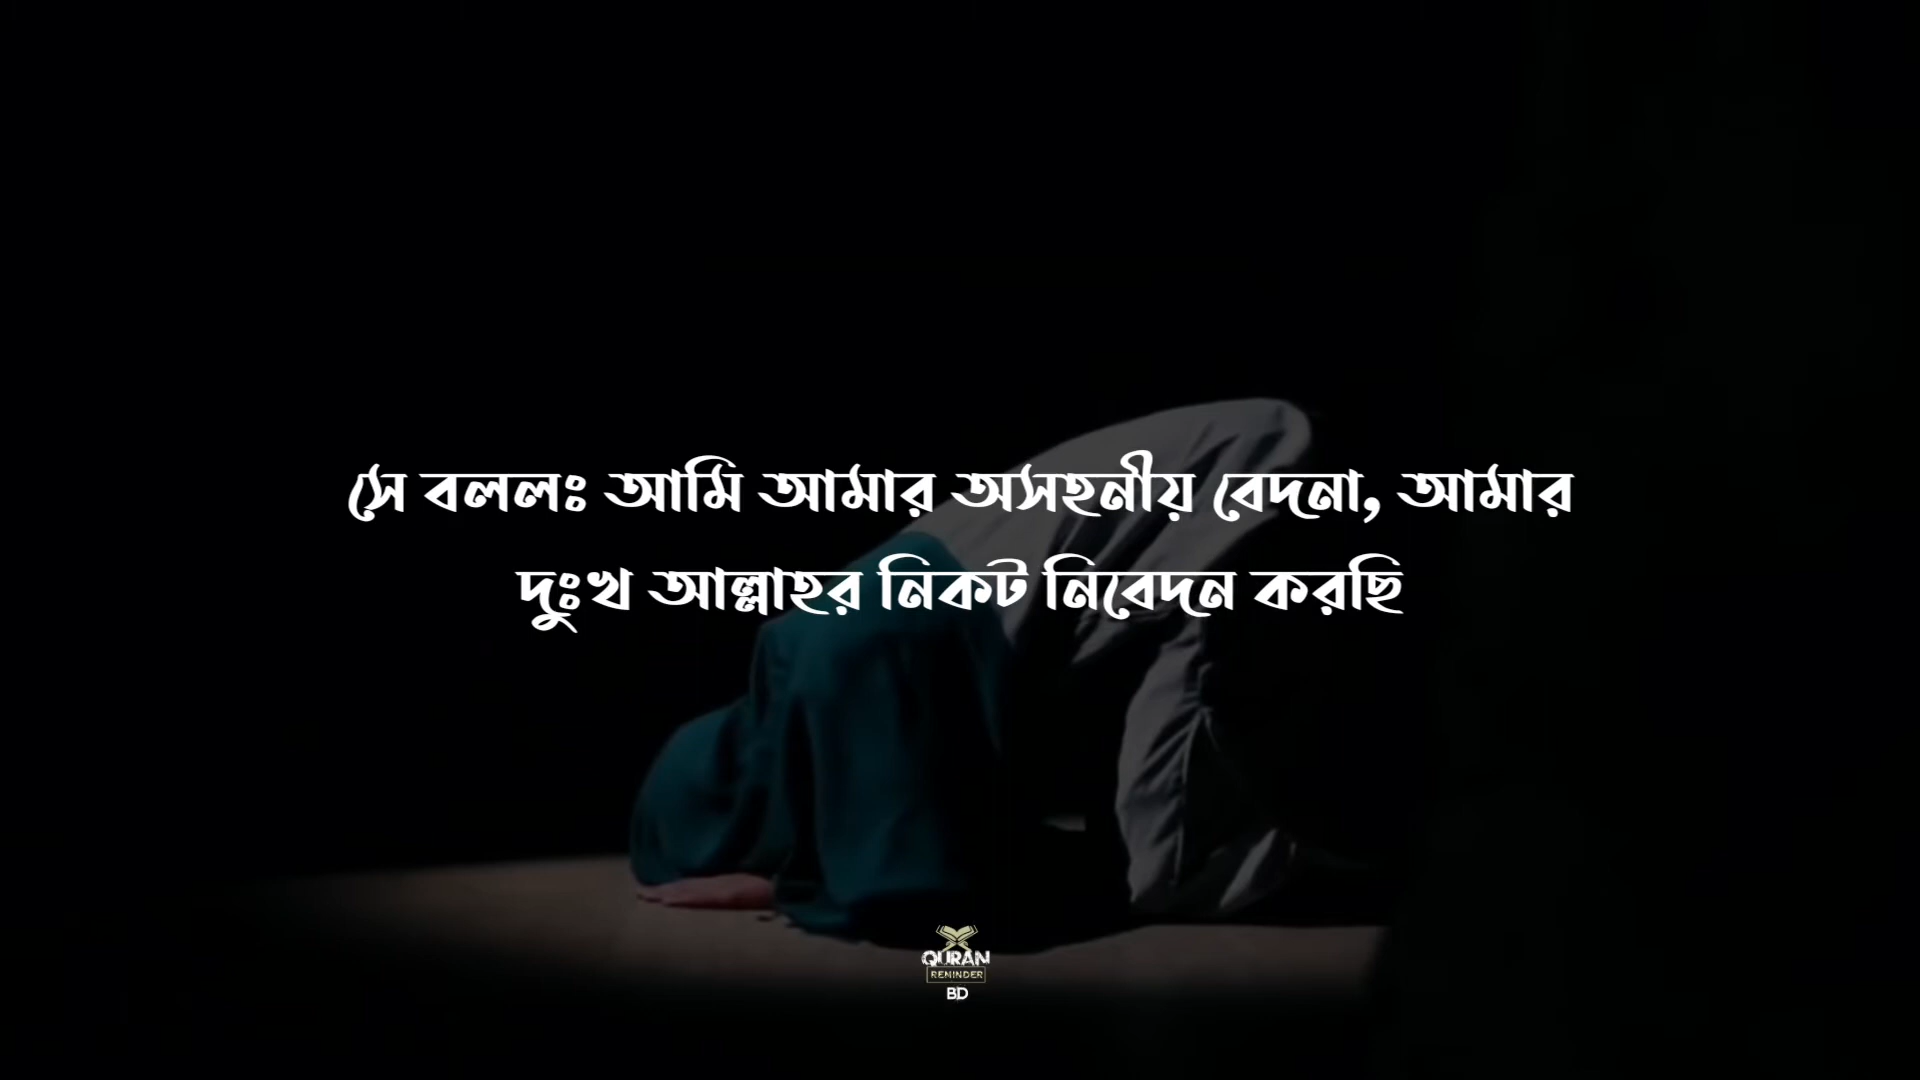 সে বললঃ আমি আমার অসহনীয় বেদনা, আমার
দুঃখ আল্লাহর নিকট নিবেদন করছি
QURAN
REMINDER
BD